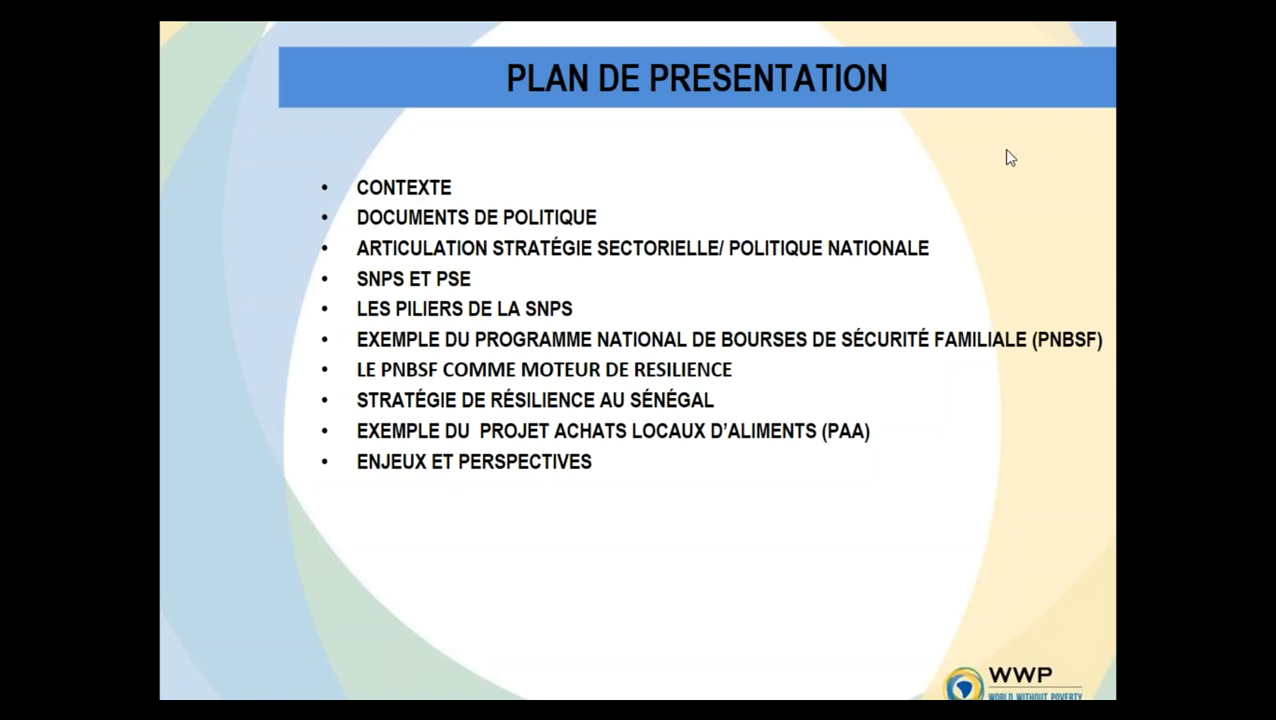 PLAN DE PRESENTATION
• CONTEXTE
• DOCUMENTS DE POLITIQUE
• ARTICULATION STRATÉGIE SECTORIELLE/ POLITIQUE NATIONALE
• SNPS ET PSE
• LES PILIERS DE LA SNPS
• EXEMPLE DU PROGRAMME NATIONAL DE BOURSES DE SÉCURITÉ FAMILIALE (PNBSF)
• LE PNBSF COMME MOTEUR DE RESILIENCE
• STRATÉGIE DE RÉSILIENCE AU SÉNÉGAL
• EXEMPLE DU  PROJET ACHATS LOCAUX D’ALIMENTS (PAA)
• ENJEUX ET PERSPECTIVES
WWP
WORLD WITHOUT POVERTY